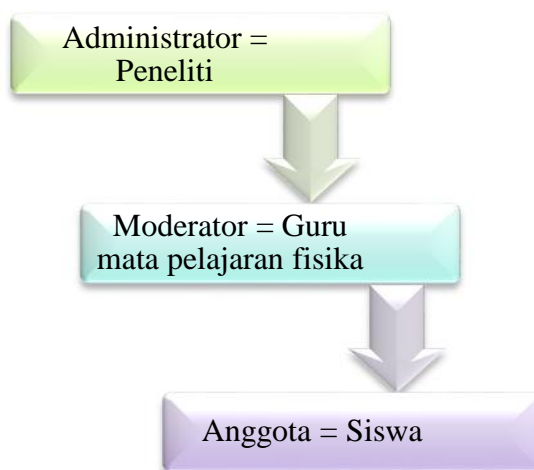 Administrator =
Peneliti
Moderator = Guru
mata pelajaran fisika
Anggota = Siswa